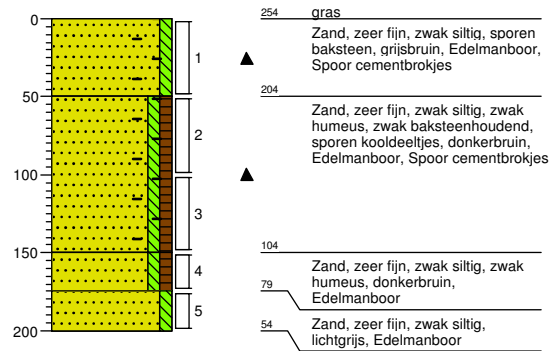 0
50
100
150
200
1
2
3
4
5
254 gras
Zand, zeer fijn, zwak siltig, sporen
baksteen, grijsbruin, Edelmanboor,
Spoor cementbrokjes
204
Zand, zeer fijn, zwak siltig, zwak
humeus, zwak baksteenhoudend,
sporen kooldeeltjes, donkerbruin,
Edelmanboor, Spoor cementbrokjes
104
Zand, zeer fijn, zwak siltig, zwak
humeus, donkerbruin,
Edelmanboor
79
54
Zand, zeer fijn, zwak siltig,
lichtgrijs, Edelmanboor